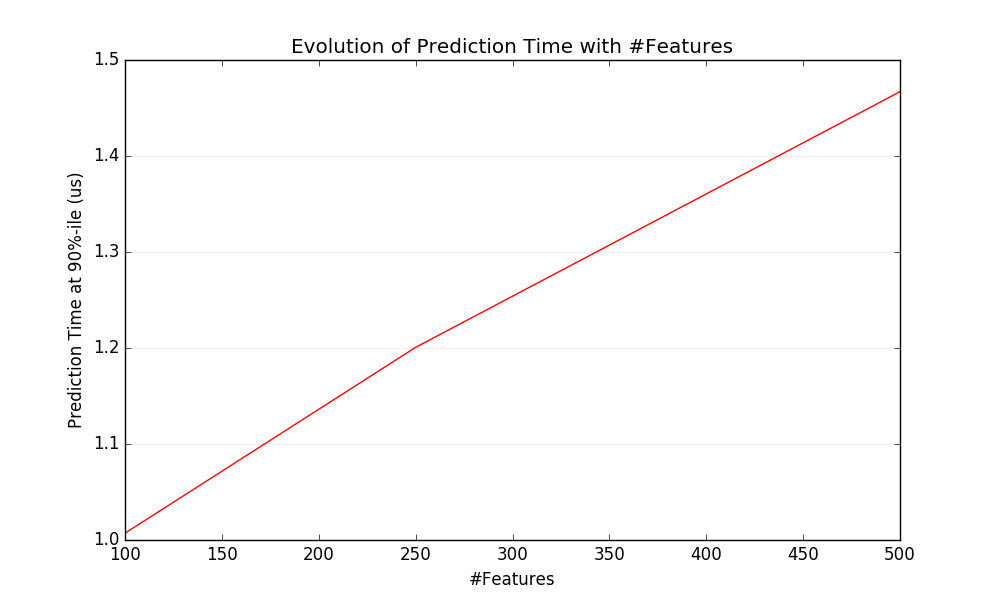 Evolution of Prediction Time with #Features
Prediction Time at 90%-ile (us)
1.5
1.4
1.3
1.2
1.1
1.0
100 150 200 250 300 350 400 450 500
#Features